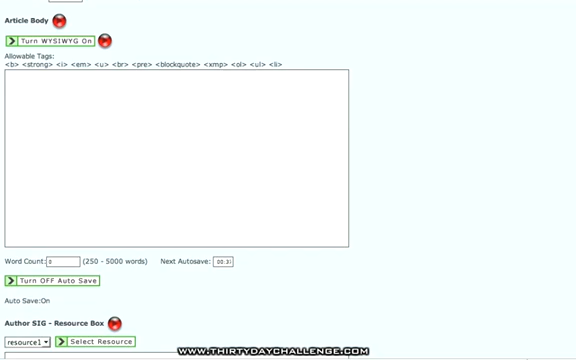 Article Body
Turn WYSIWYG On
Allowable Tags:
<b> <strong> <i> <em> <u> <br> <pre> <blockquote> <xmp> <ol> <ul> <li>
Word Count: 0 (250 - 5000 words) Next Autosave:
Turn OFF Auto Save
Auto Save:On
Author SIG - Resource Box
resource1 Select Resource
WWW.THIRTYDAYCHALLENGE.COM